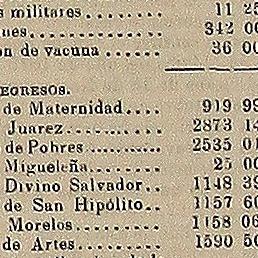 s militares........ 11 25
ues............. 342 00
ón de vacuna...... 36 00
EGRESOS.
de Maternidad.... 919 99
Juarez............ 2873 14
de Pobres........ 2535 01
Migueleña........ 25 00
Divino Salvador... 1148 39
de San Hipólito... 1157 60
Morelos.......... 1158 06
de Artes.......... 1590 50